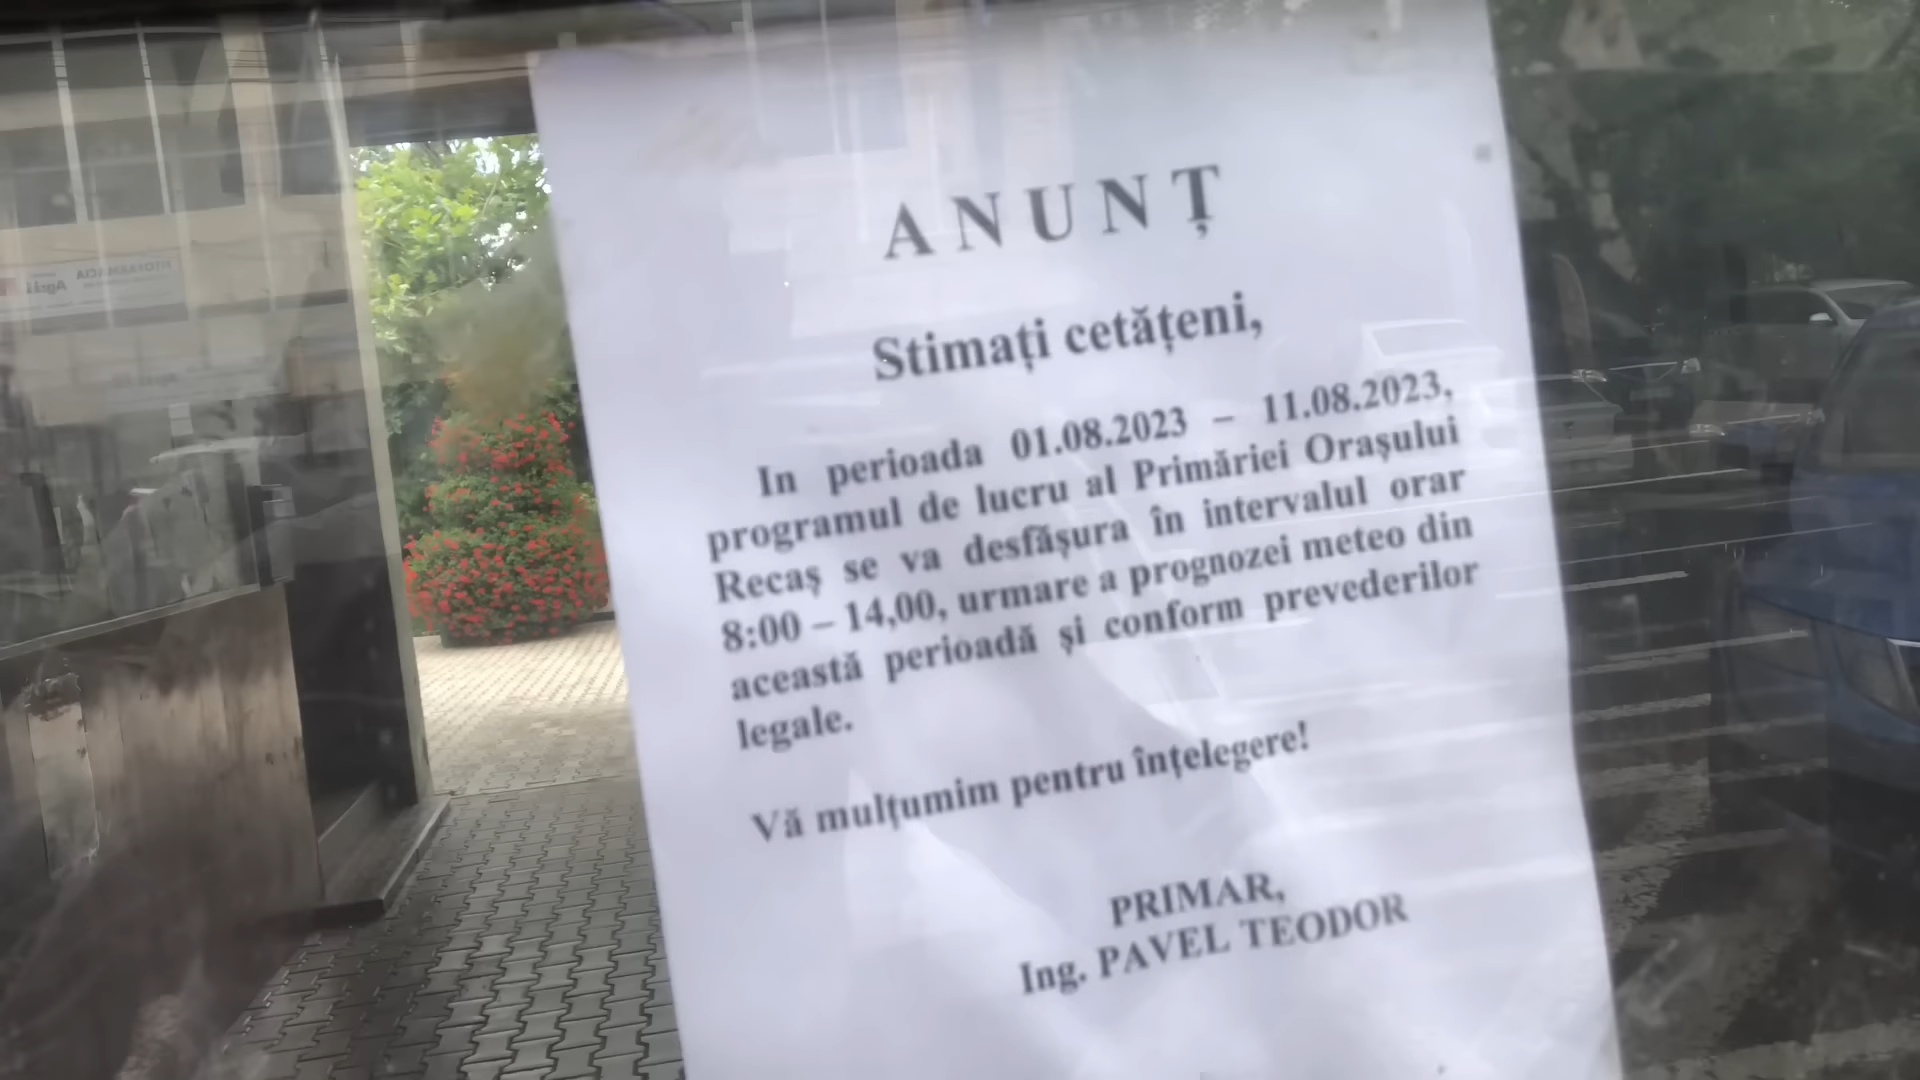 ANUNȚ
Stimați cetățeni,
In perioada 01.08.2023 – 11.08.2023,
programul de lucru al Primăriei Orașului
Recaș se va desfășura în intervalul orar
8:00 – 14,00, urmare a prognozei meteo din
această perioadă și conform prevederilor
legale.
Vă mulțumim pentru înțelegere!
PRIMAR,
Ing. PAVEL TEODOR
FITOFARMACIA